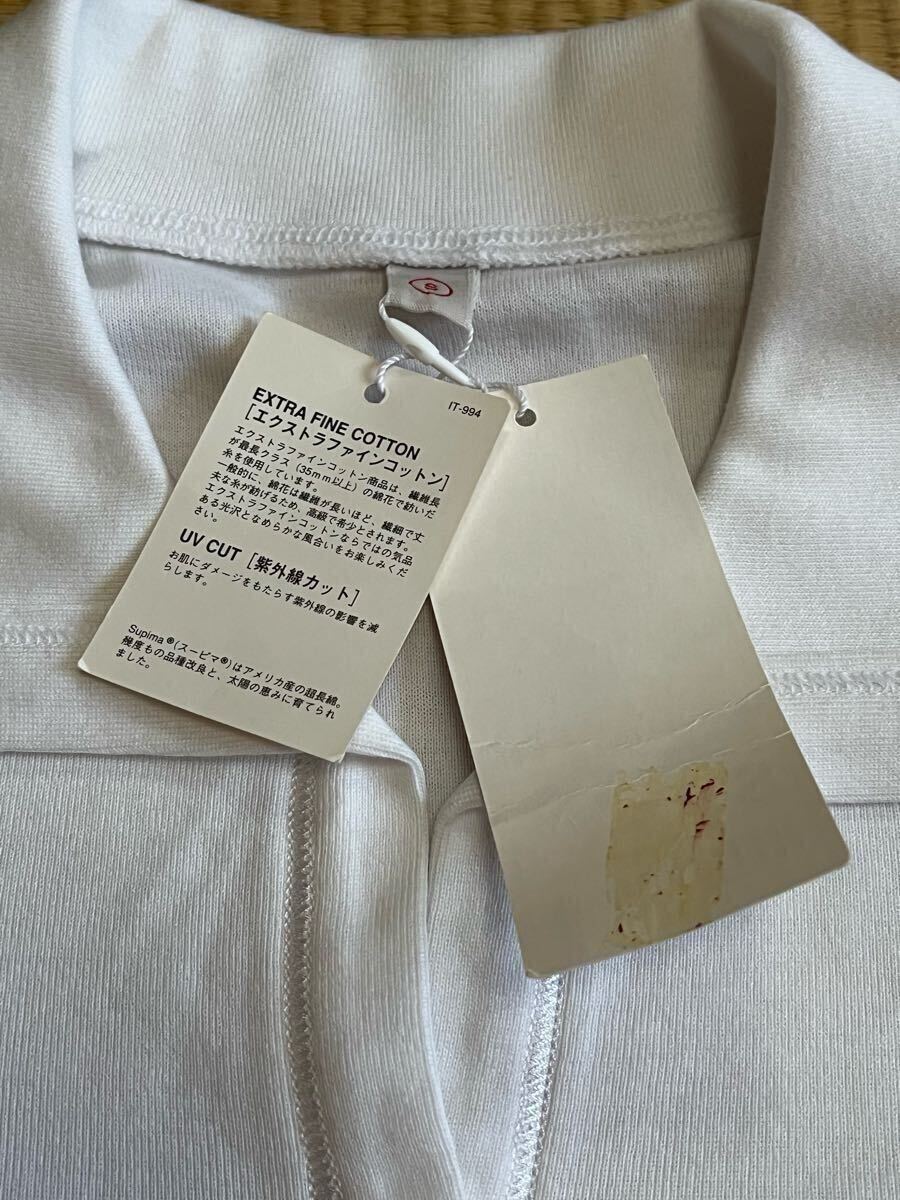 S
IT-994
EXTRA FINE COTTON
[エクストラファインコットン]
エクストラファインコットン商品は、繊維長
が最長クラス(35mm以上)の綿花で紡いだ
糸を使用しています。
一般的に、綿花は繊維が長いほど、繊細で丈
夫な糸が紡げるため、高級で希少とされます。
エクストラファインコットンならではの気品
ある光沢となめらかな風合いをお楽しみくだ
さい。
UV CUT [紫外線カット]
お肌にダメージをもたらす紫外線の影響を減
らします。
Supima®(スーピマ®)はアメリカ産の超長綿。
幾度もの品種改良と、太陽の恵みに育てられ
ました。